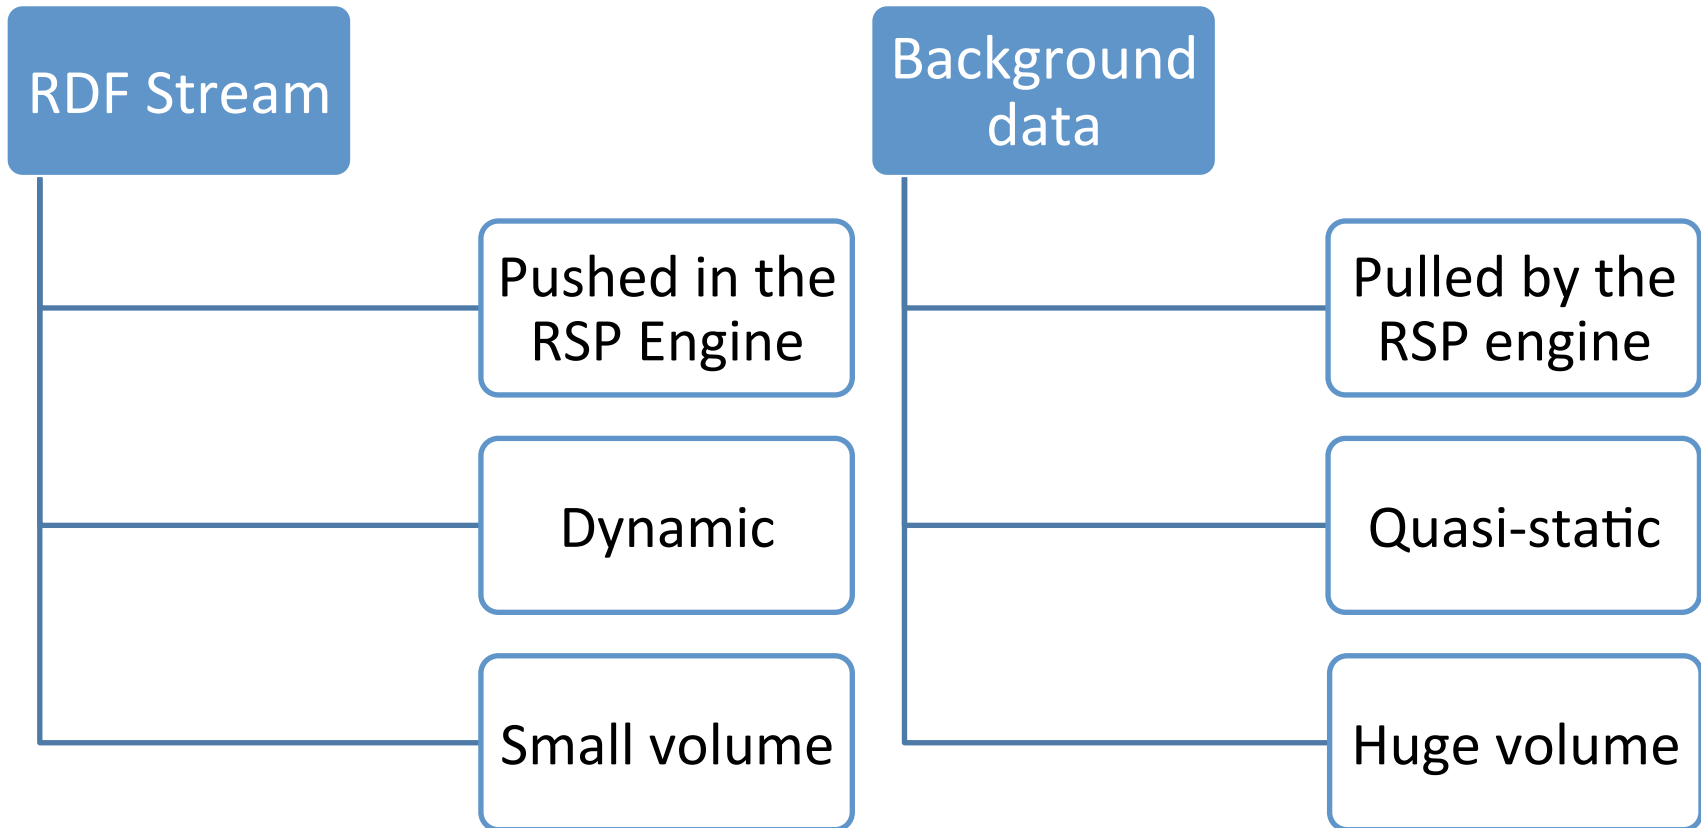 RDF Stream
Pushed in the
RSP Engine
Dynamic
Small volume
Background
data
Pulled by the
RSP engine
Quasi-static
Huge volume